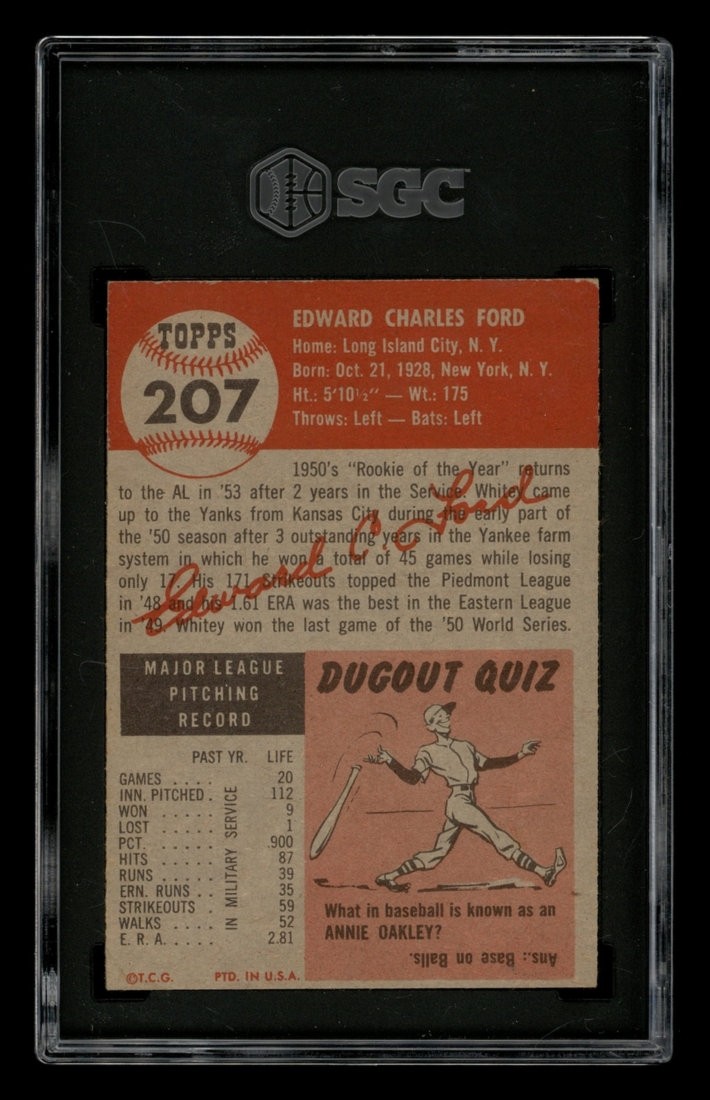 SGC
TOPPS
207
EDWARD CHARLES FORD
Home: Long Island City, N. Y.
Born: Oct. 21, 1928, New York, N. Y.
Ht.: 5'10½" — Wt.: 175
Throws: Left — Bats: Left
1950's "Rookie of the Year" returns
to the AL in '53 after 2 years in the Service. Whitey came
up to the Yanks from Kansas City during the early part of
the '50 season after 3 outstanding years in the Yankee farm
system in which he won a total of 45 games while losing
only 17. His 171 Strikeouts topped the Piedmont League
in '48 and his 1.61 ERA was the best in the Eastern League
in '49. Whitey won the last game of the '50 World Series.
Edward C. Ford
MAJOR LEAGUE
PITCHING
RECORD
PAST YR. LIFE
GAMES . . . . 20
INN. PITCHED . 112
WON . . . . . 9
LOST . . . . . 1
PCT. . . . . . .900
HITS . . . . . 87
RUNS . . . . . 39
ERN. RUNS . . 35
STRIKEOUTS . . 59
WALKS . . . . 52
E. R. A. . . . . . 2.81
IN MILITARY SERVICE
©T.C.G. PTD. IN U.S.A.
DUGOUT QUIZ
What in baseball is known as an
ANNIE OAKLEY?
Ans.: Base on Balls.